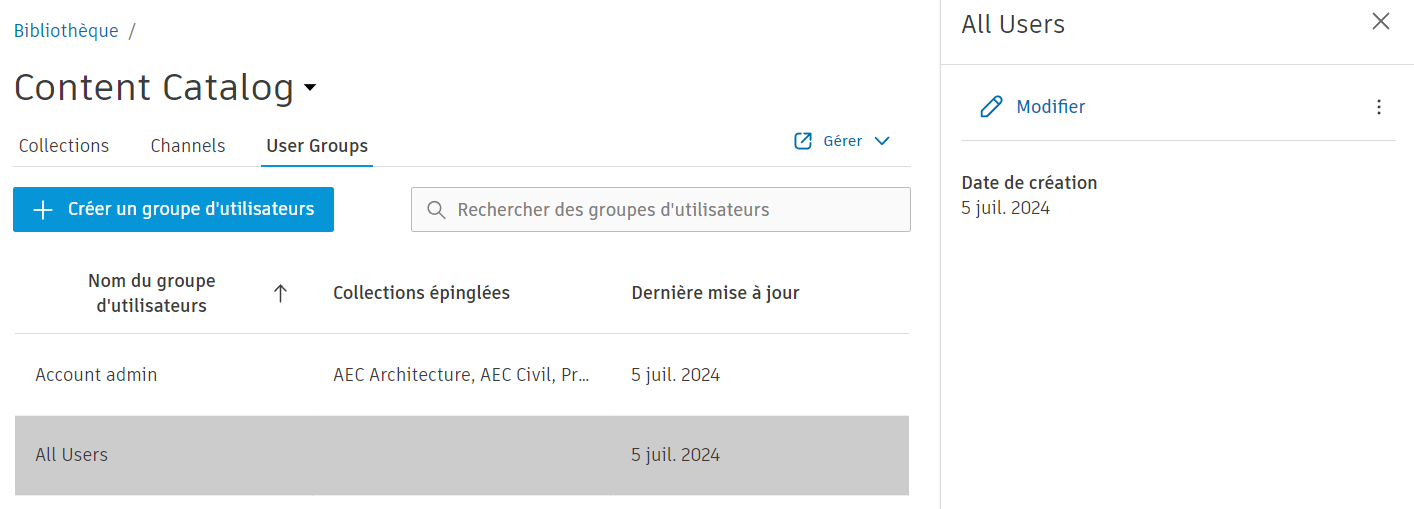 Bibliothèque /
Content Catalog
Collections Channels User Groups Gérer
Créer un groupe d'utilisateurs
Rechercher des groupes d'utilisateurs
Nom du groupe
d'utilisateurs
Collections épinglées
Dernière mise à jour
Account admin AEC Architecture, AEC Civil, Pr... 5 juil. 2024
All Users 5 juil. 2024
All Users
Modifier
Date de création
5 juil. 2024